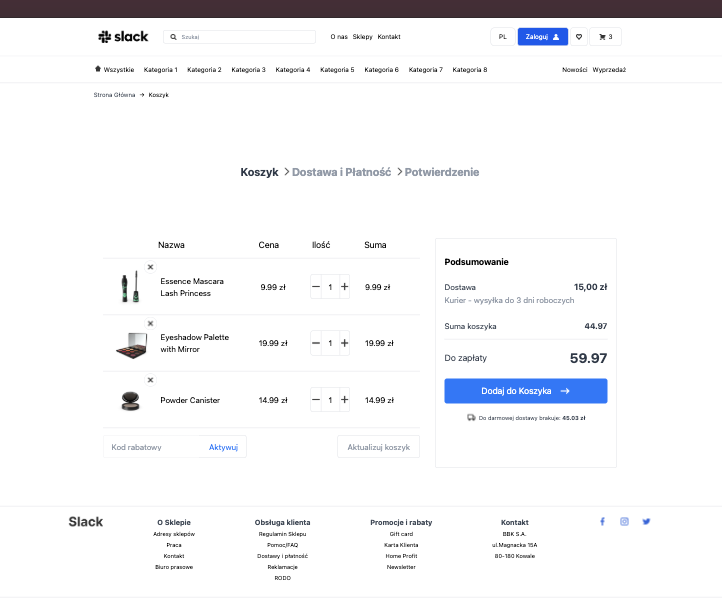 slack
Szukaj
O nas Sklepy Kontakt
PL
Zaloguj
3
Wszystkie Kategoria 1 Kategoria 2 Kategoria 3 Kategoria 4 Kategoria 5 Kategoria 6 Kategoria 7 Kategoria 8
Nowości Wyprzedaż
Strona Główna → Koszyk
Koszyk > Dostawa i Płatność > Potwierdzenie
Nazwa Cena Ilość Suma
Essence Mascara
Lash Princess
9.99 zł — 1 + 9.99 zł
Eyeshadow Palette
with Mirror
19.99 zł — 1 + 19.99 zł
Powder Canister 14.99 zł — 1 + 14.99 zł
Kod rabatowy Aktywuj
Aktualizuj koszyk
Podsumowanie
Dostawa 15,00 zł
Kurier - wysyłka do 3 dni roboczych
Suma koszyka 44.97
Do zapłaty 59.97
Dodaj do Koszyka →
Do darmowej dostawy brakuje: 45.03 zł
Slack
O Sklepie
Adresy sklepów
Praca
Kontakt
Biuro prasowe
Obsługa klienta
Regulamin Sklepu
Pomoc/FAQ
Dostawy i płatność
Reklamacje
RODO
Promocje i rabaty
Gift card
Karta Klienta
Home Profit
Newsletter
Kontakt
BBK S.A.
ul.Magnacka 15A
80-180 Kowale